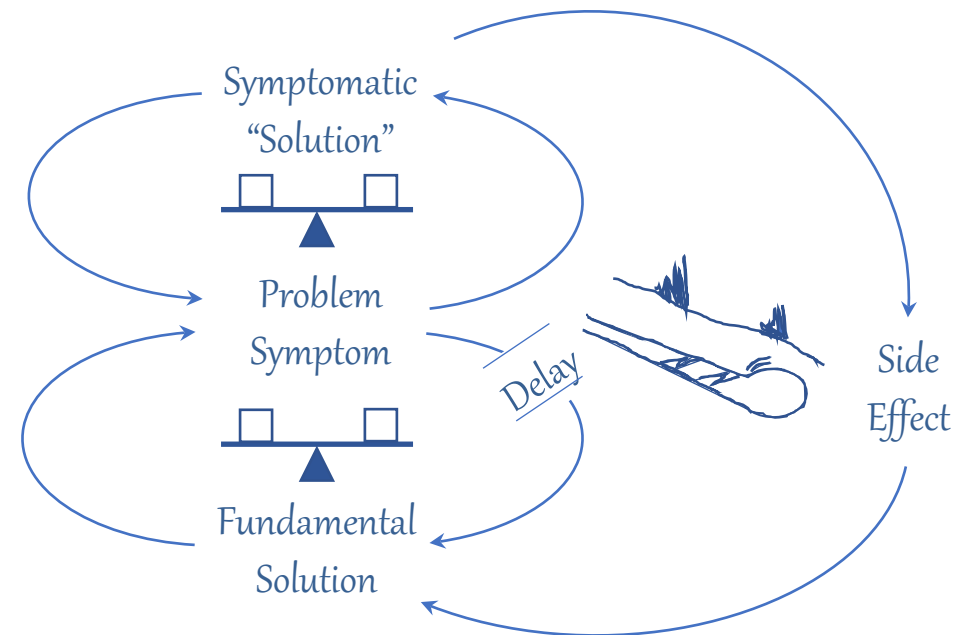 Symptomatic
“Solution”
Problem
Symptom
Delay
Side
Effect
Fundamental
Solution